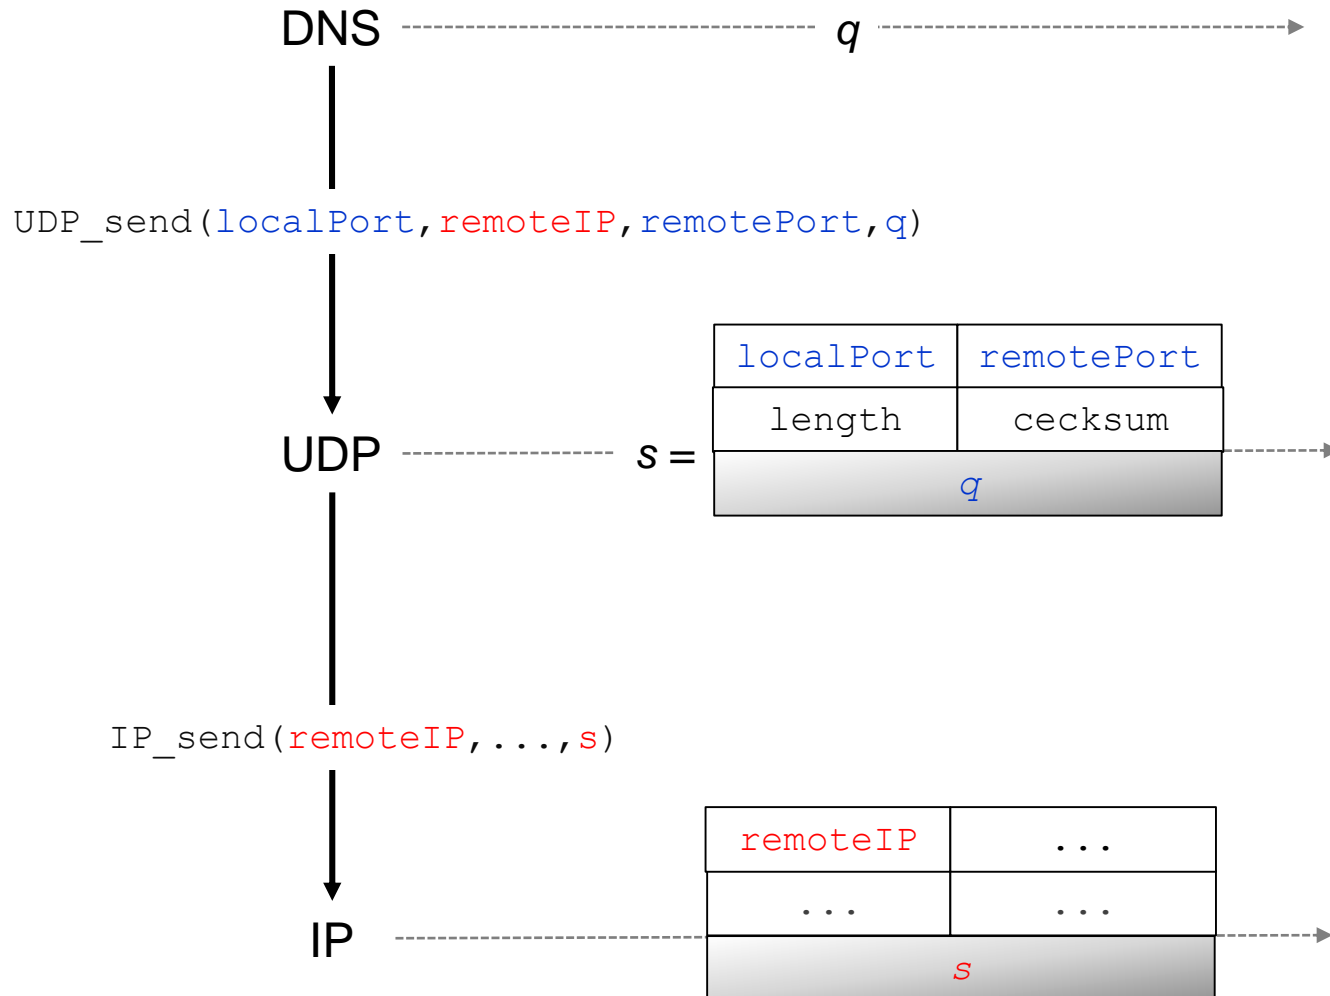 DNS q
UDP_send(localPort,remoteIP,remotePort,q)
localPort remotePort
length cecksum
UDP s =
q
IP_send(remoteIP,...,s)
remoteIP ...
... ...
IP
s